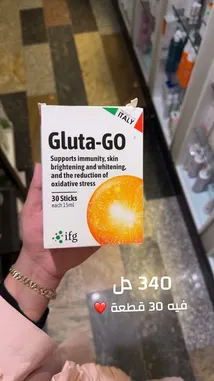 ITALY
Gluta-GO
Supports immunity, skin
brightening and whitening,
and the reduction of
oxidative stress
30 Sticks
each 15ml
ifg
340 دل
فيه 30 قطعة ❤️